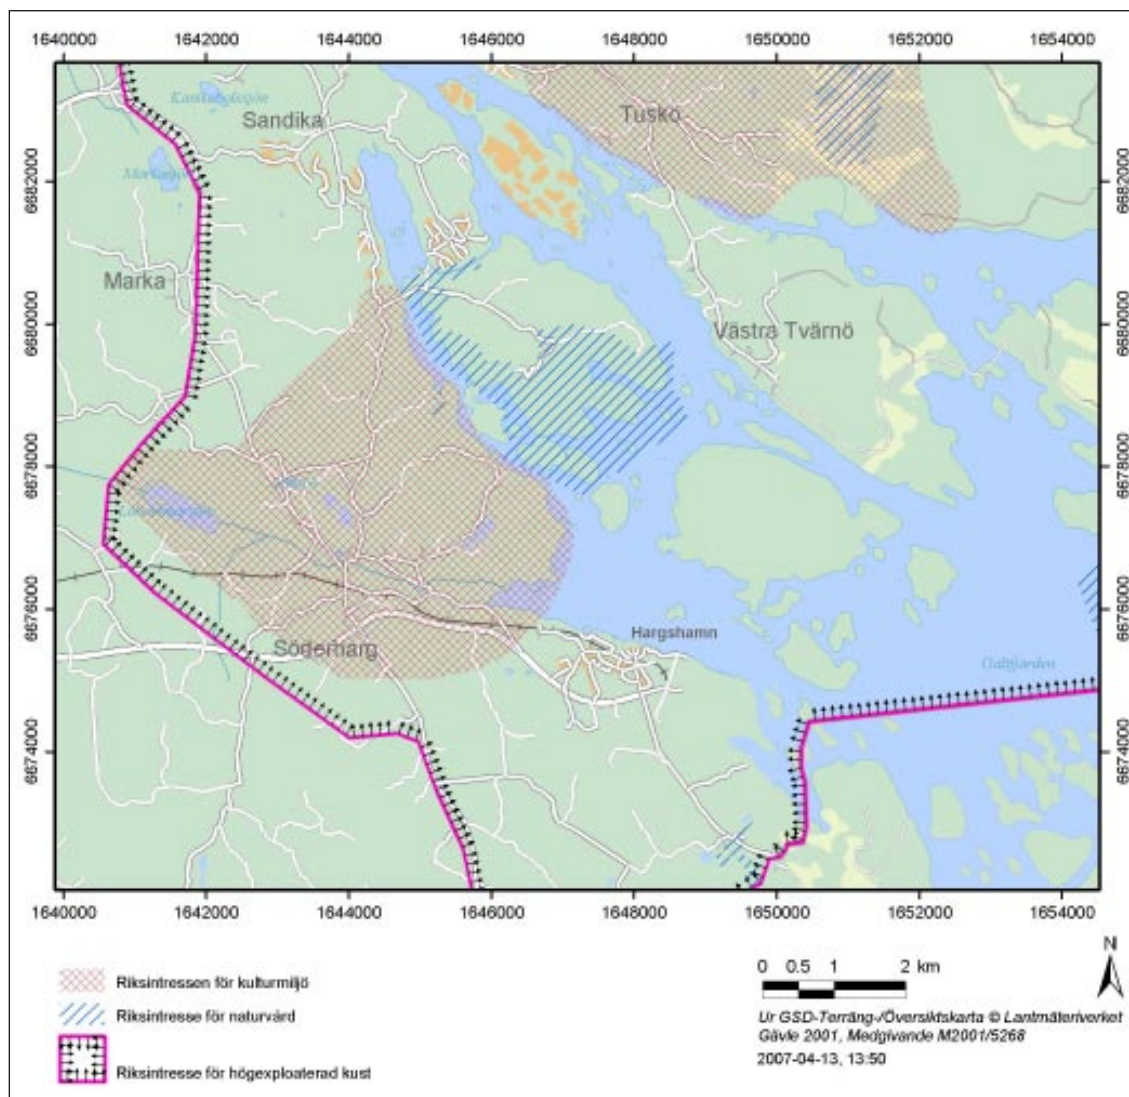 1640000 1642000 1644000 1646000 1648000 1650000 1652000 1654000
Sandika
Tuskö
6682000 6682000
Marka
6680000 6680000
Västra Tvärnö
6678000 6678000
6676000 6676000
Hargshamn
Söderharg
Galtfjärden
6674000 6674000
1640000 1642000 1644000 1646000 1648000 1650000 1652000 1654000
N
0 0.5 1 2 km
Riksintressen för kulturmiljö
Riksintresse för naturvård
Riksintresse för högexploaterad kust
Ur GSD-Terräng-/Översiktskarta © Lantmäteriverket
Gävle 2001, Medgivande M2001/5268
2007-04-13, 13:50